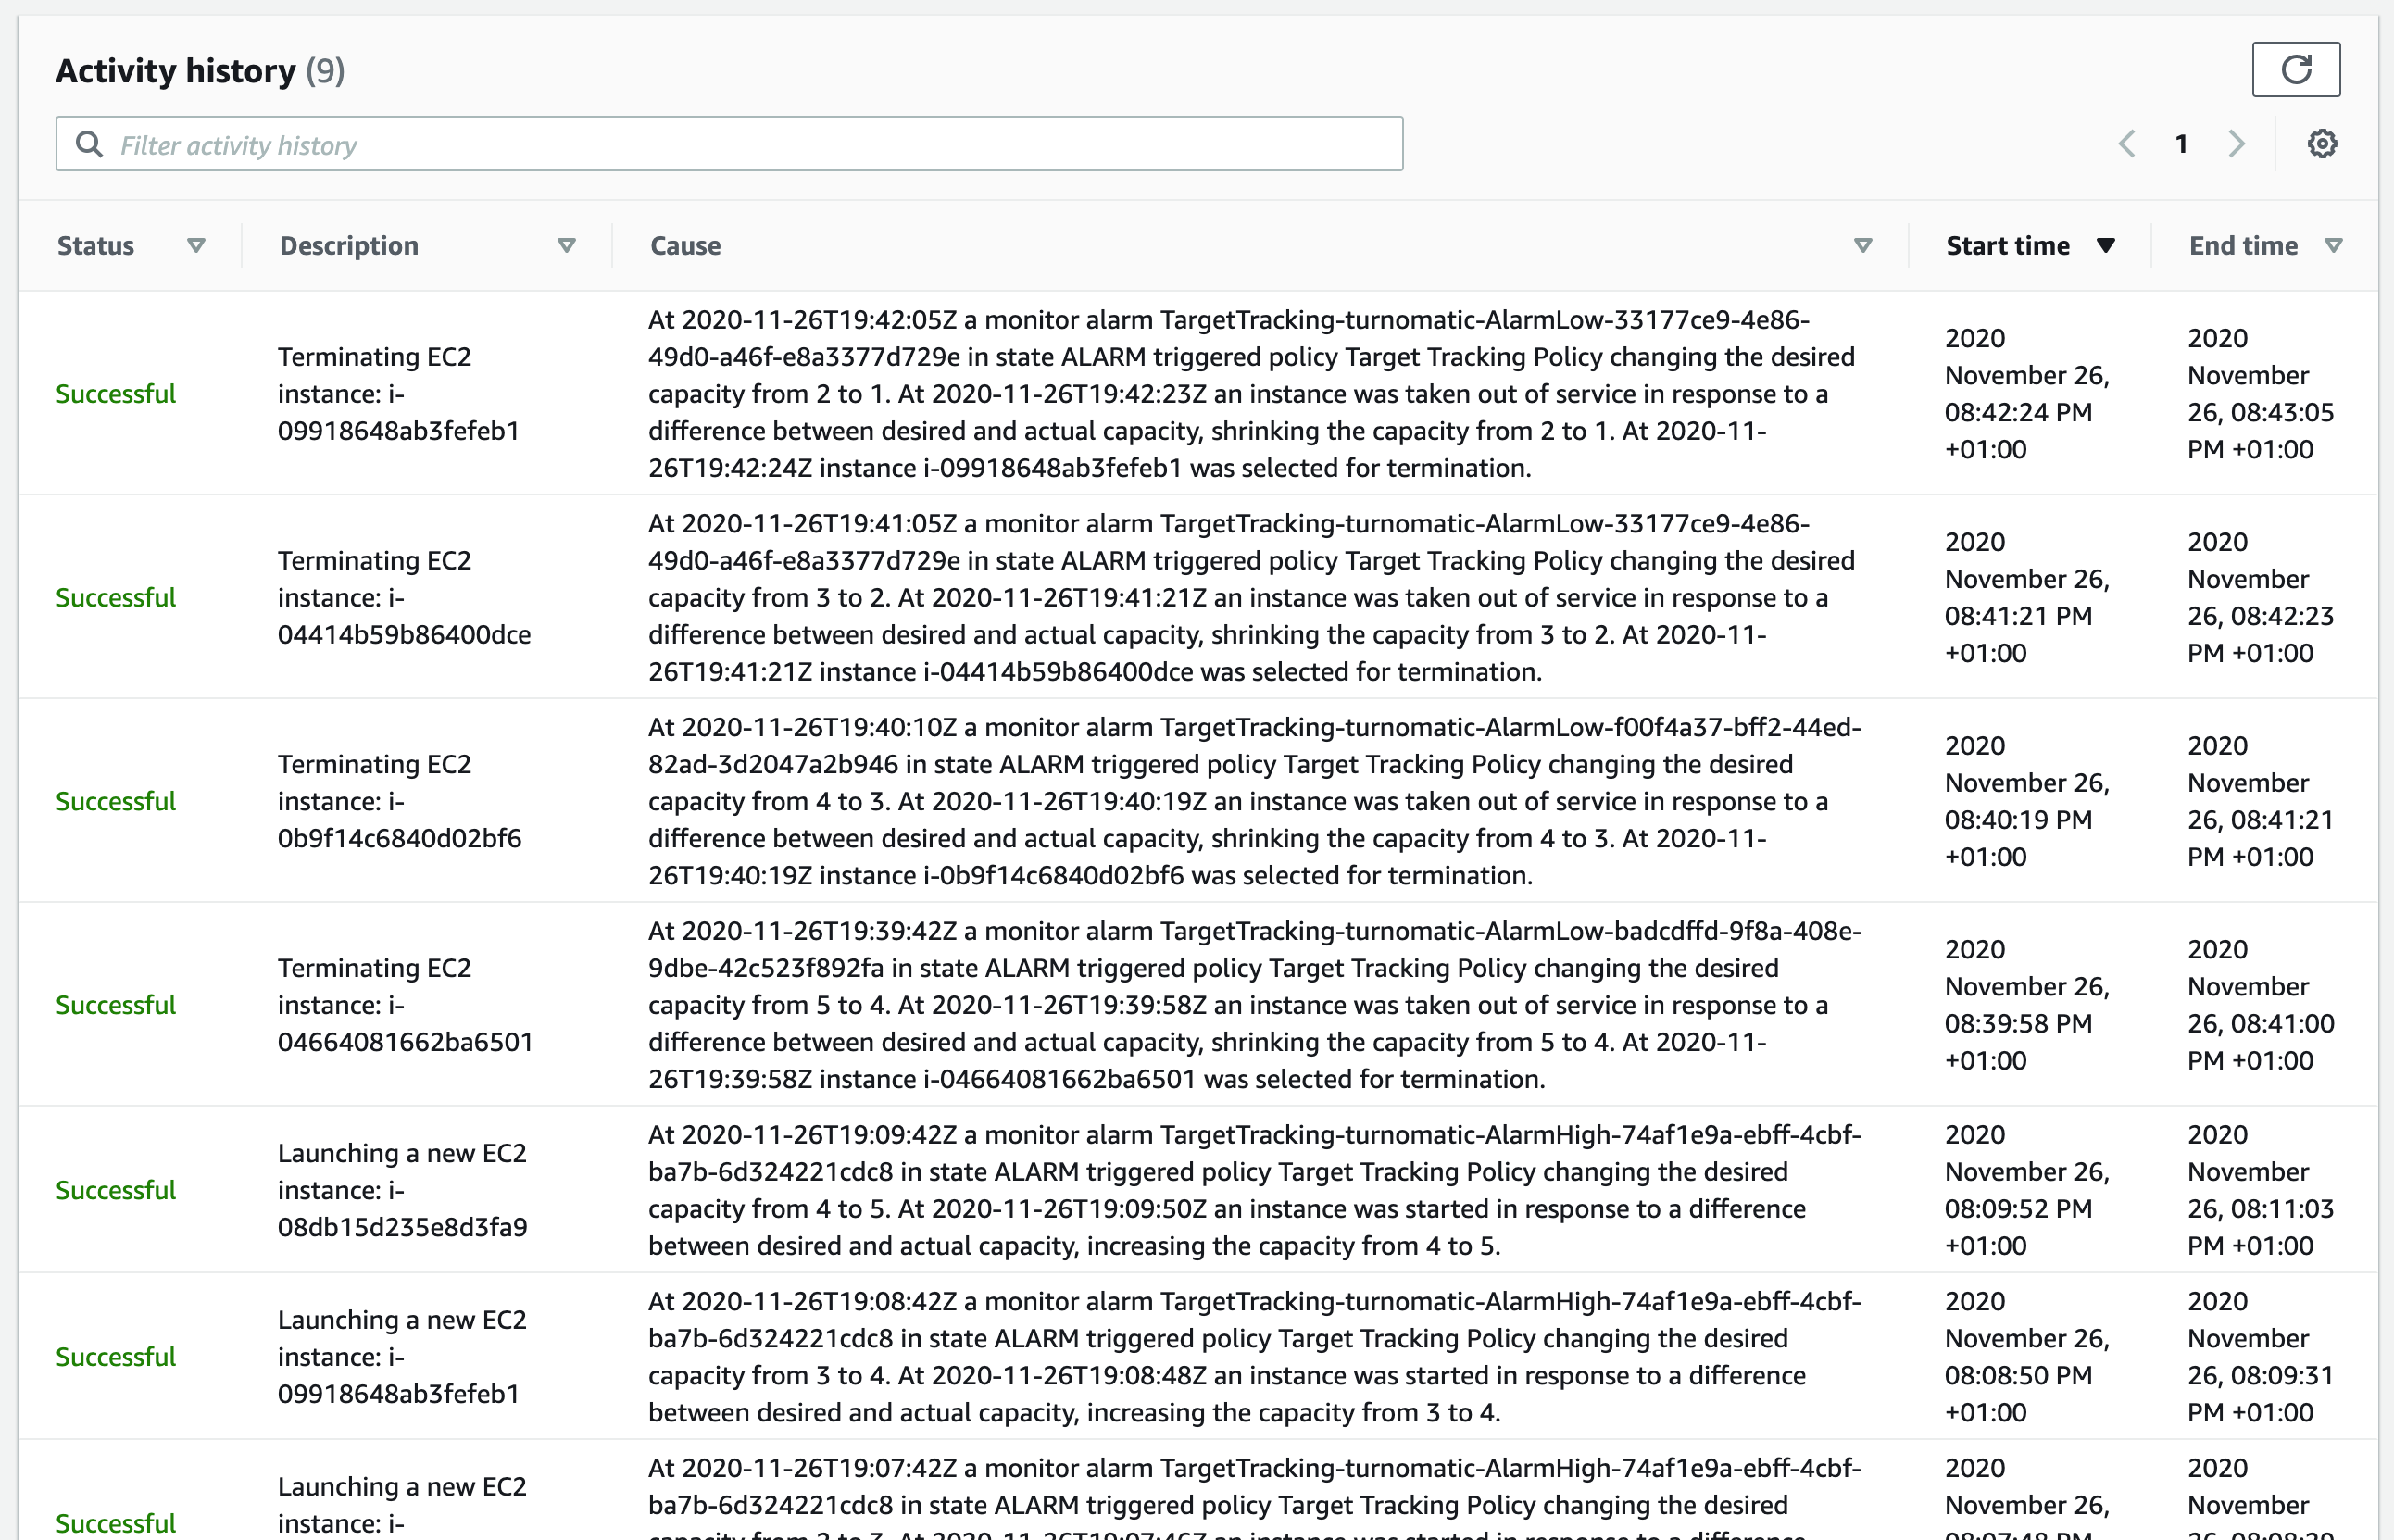 Activity history (9)
Filter activity history
1
Status
Description
Cause
Start time
End time
Successful
Terminating EC2
instance: i-
09918648ab3fefeb1
At 2020-11-26T19:42:05Z a monitor alarm TargetTracking-turnomatic-AlarmLow-33177ce9-4e86-
49d0-a46f-e8a3377d729e in state ALARM triggered policy Target Tracking Policy changing the desired
capacity from 2 to 1. At 2020-11-26T19:42:23Z an instance was taken out of service in response to a
difference between desired and actual capacity, shrinking the capacity from 2 to 1. At 2020-11-
26T19:42:24Z instance i-09918648ab3fefeb1 was selected for termination.
2020
November 26,
08:42:24 PM
+01:00
2020
November
26, 08:43:05
PM +01:00
Successful
Terminating EC2
instance: i-
04414b59b86400dce
At 2020-11-26T19:41:05Z a monitor alarm TargetTracking-turnomatic-AlarmLow-33177ce9-4e86-
49d0-a46f-e8a3377d729e in state ALARM triggered policy Target Tracking Policy changing the desired
capacity from 3 to 2. At 2020-11-26T19:41:21Z an instance was taken out of service in response to a
difference between desired and actual capacity, shrinking the capacity from 3 to 2. At 2020-11-
26T19:41:21Z instance i-04414b59b86400dce was selected for termination.
2020
November 26,
08:41:21 PM
+01:00
2020
November
26, 08:42:23
PM +01:00
Successful
Terminating EC2
instance: i-
0b9f14c6840d02bf6
At 2020-11-26T19:40:10Z a monitor alarm TargetTracking-turnomatic-AlarmLow-f00f4a37-bff2-44ed-
82ad-3d2047a2b946 in state ALARM triggered policy Target Tracking Policy changing the desired
capacity from 4 to 3. At 2020-11-26T19:40:19Z an instance was taken out of service in response to a
difference between desired and actual capacity, shrinking the capacity from 4 to 3. At 2020-11-
26T19:40:19Z instance i-0b9f14c6840d02bf6 was selected for termination.
2020
November 26,
08:40:19 PM
+01:00
2020
November
26, 08:41:21
PM +01:00
Successful
Terminating EC2
instance: i-
04664081662ba6501
At 2020-11-26T19:39:42Z a monitor alarm TargetTracking-turnomatic-AlarmLow-badcdffd-9f8a-408e-
9dbe-42c523f892fa in state ALARM triggered policy Target Tracking Policy changing the desired
capacity from 5 to 4. At 2020-11-26T19:39:58Z an instance was taken out of service in response to a
difference between desired and actual capacity, shrinking the capacity from 5 to 4. At 2020-11-
26T19:39:58Z instance i-04664081662ba6501 was selected for termination.
2020
November 26,
08:39:58 PM
+01:00
2020
November
26, 08:41:00
PM +01:00
Successful
Launching a new EC2
instance: i-
08db15d235e8d3fa9
At 2020-11-26T19:09:42Z a monitor alarm TargetTracking-turnomatic-AlarmHigh-74af1e9a-ebff-4cbf-
ba7b-6d324221cdc8 in state ALARM triggered policy Target Tracking Policy changing the desired
capacity from 4 to 5. At 2020-11-26T19:09:50Z an instance was started in response to a difference
between desired and actual capacity, increasing the capacity from 4 to 5.
2020
November 26,
08:09:52 PM
+01:00
2020
November
26, 08:11:03
PM +01:00
Successful
Launching a new EC2
instance: i-
09918648ab3fefeb1
At 2020-11-26T19:08:42Z a monitor alarm TargetTracking-turnomatic-AlarmHigh-74af1e9a-ebff-4cbf-
ba7b-6d324221cdc8 in state ALARM triggered policy Target Tracking Policy changing the desired
capacity from 3 to 4. At 2020-11-26T19:08:48Z an instance was started in response to a difference
between desired and actual capacity, increasing the capacity from 3 to 4.
2020
November 26,
08:08:50 PM
+01:00
2020
November
26, 08:09:31
PM +01:00
Successful
Launching a new EC2
instance: i-
At 2020-11-26T19:07:42Z a monitor alarm TargetTracking-turnomatic-AlarmHigh-74af1e9a-ebff-4cbf-
ba7b-6d324221cdc8 in state ALARM triggered policy Target Tracking Policy changing the desired
2020
November 26,
2020
November